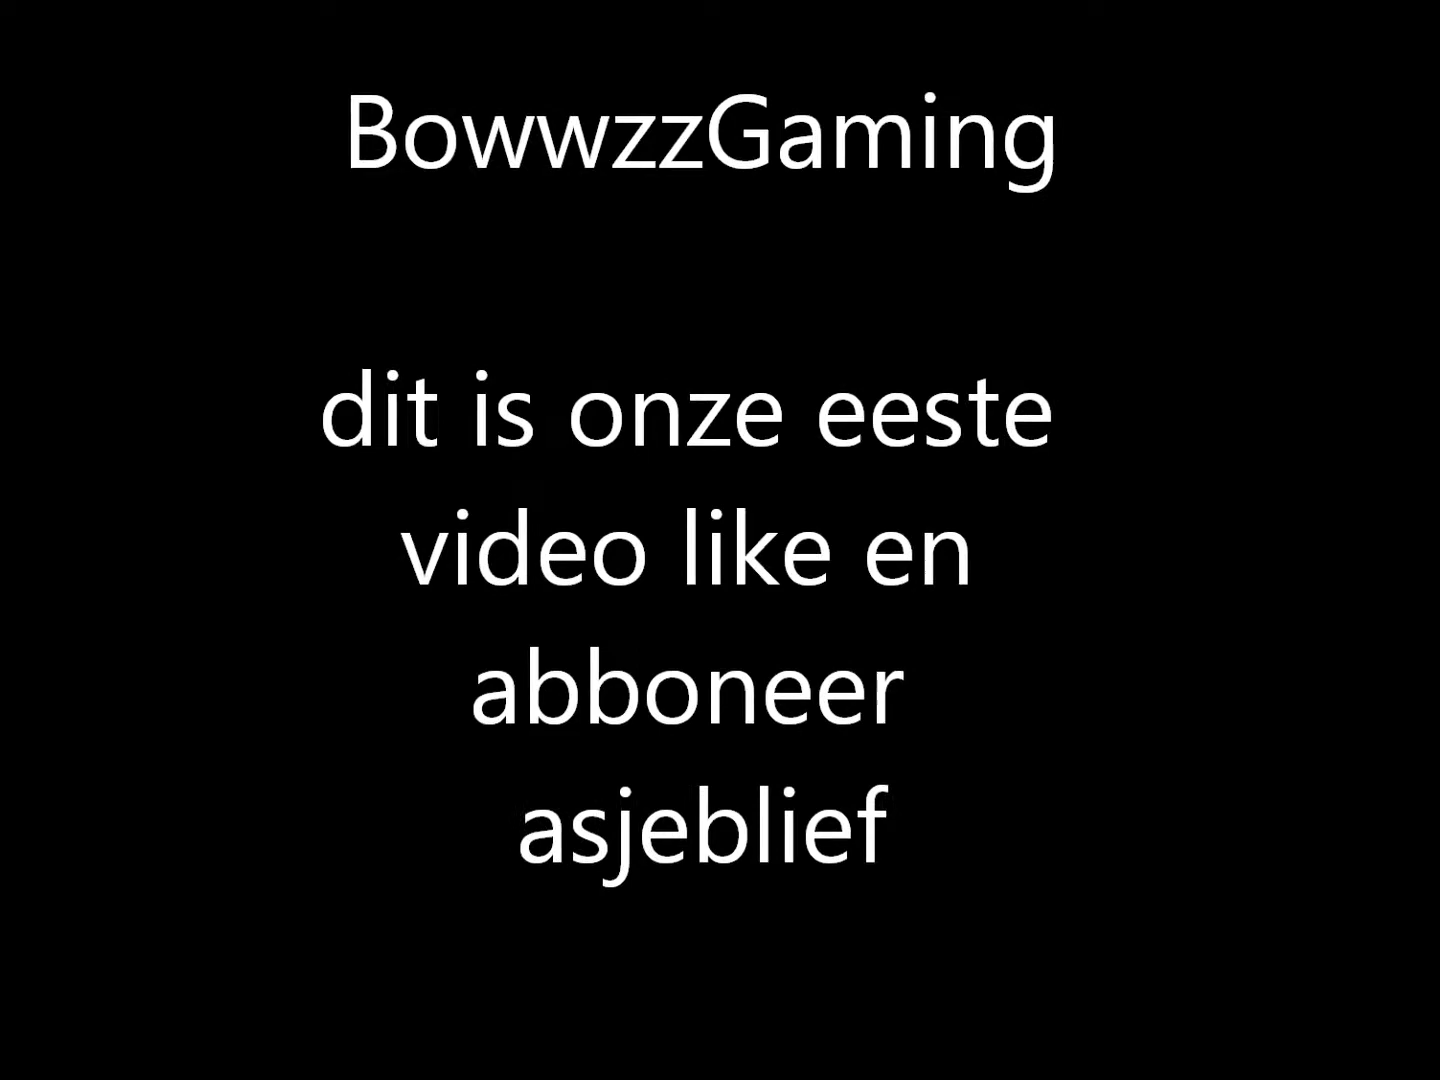 BowwzzGaming
dit is onze eeste
video like en
abboneer
asjeblief